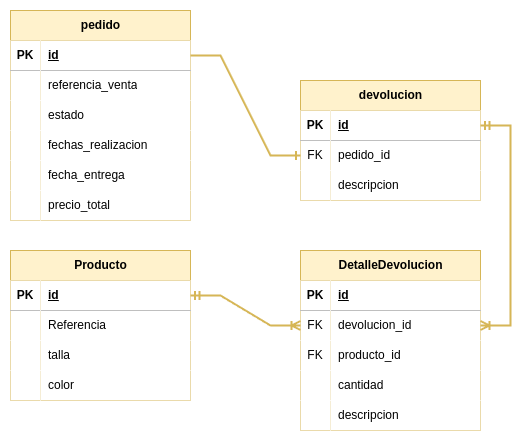 pedido
PK id
referencia_venta
estado
fechas_realizacion
fecha_entrega
precio_total
devolucion
PK id
FK pedido_id
descripcion
Producto
PK id
Referencia
talla
color
DetalleDevolucion
PK id
FK devolucion_id
FK producto_id
cantidad
descripcion